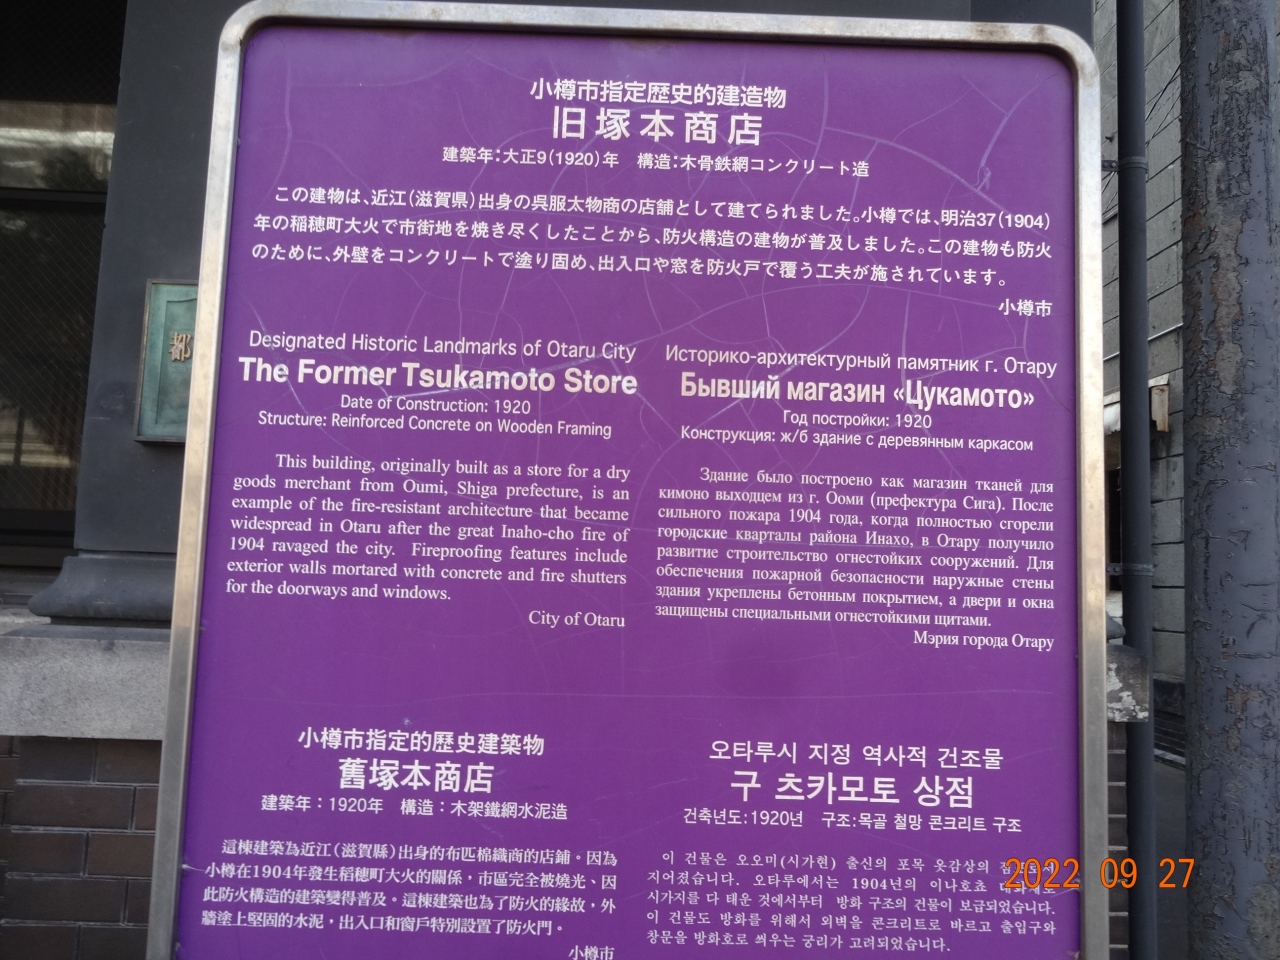 小樽市指定歴史的建造物
旧塚本商店
建築年：大正9（1920）年　構造：木骨鉄網コンクリート造
この建物は、近江（滋賀県）出身の呉服太物商の店舗として建てられました。小樽では、明治37（1904）
年の稲穂町大火で市街地を焼き尽くしたことから、防火構造の建物が普及しました。この建物も防火
のために、外壁をコンクリートで塗り固め、出入口や窓を防火戸で覆う工夫が施されています。
小樽市
都
Designated Historic Landmarks of Otaru City
The Former Tsukamoto Store
Date of Construction: 1920
Structure: Reinforced Concrete on Wooden Framing
This building, originally built as a store for a dry
goods merchant from Oumi, Shiga prefecture, is an
example of the fire-resistant architecture that became
widespread in Otaru after the great Inaho-cho fire of
1904 ravaged the city. Fireproofing features include
exterior walls mortared with concrete and fire shutters
for the doorways and windows.
City of Otaru
Историко-архитектурный памятник г. Отару
Бывший магазин «Цукамото»
Год постройки: 1920
Конструкция: ж/б здание с деревянным каркасом
Здание было построено как магазин тканей для
кимоно выходцем из г. Ооми (префектура Сига). После
сильного пожара 1904 года, когда полностью сгорели
городские кварталы района Инахо, в Отару получило
развитие строительство огнестойких сооружений. Для
обеспечения пожарной безопасности наружные стены
здания укреплены бетонным покрытием, а двери и окна
защищены специальными огнестойкими щитами.
Мэрия города Отару
小樽市指定的歷史建築物
舊塚本商店
建築年：1920年　構造：木架鐵網水泥造
這棟建築為近江（滋賀縣）出身的布匹棉織商的店鋪。因為
小樽在1904年發生稻穗町大火的關係，市區完全被燒光、因
此防火構造的建築變得普及。這棟建築也為了防火的緣故，外
牆塗上堅固的水泥，出入口和窗戶特別設置了防火門。
小樽市
오타루시 지정 역사적 건조물
구 츠카모토 상점
건축년도:1920년　구조:목골 철망 콘크리트 구조
이 건물은 오오미(시가현) 출신의 포목 옷감상의
지어졌습니다. 오타루에서는 1904년의 이나호쵸
시가지를 다 태운 것에서부터 방화 구조의 건물이 보급되었습니다.
이 건물도 방화를 위해서 외벽을 콘크리트로 바르고 출입구와
창문을 방화호로 씌우는 궁리가 고려되었습니다.
2022 09 27